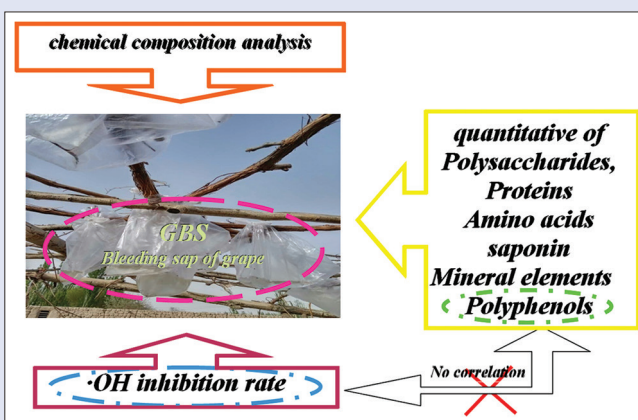 chemical composition analysis
GBS
Bleeding sap of grape
quantitative of
Polysaccharides,
Proteins
Amino acids
saponin
Mineral elements
Polyphenols
No correlation
·OH inhibition rate